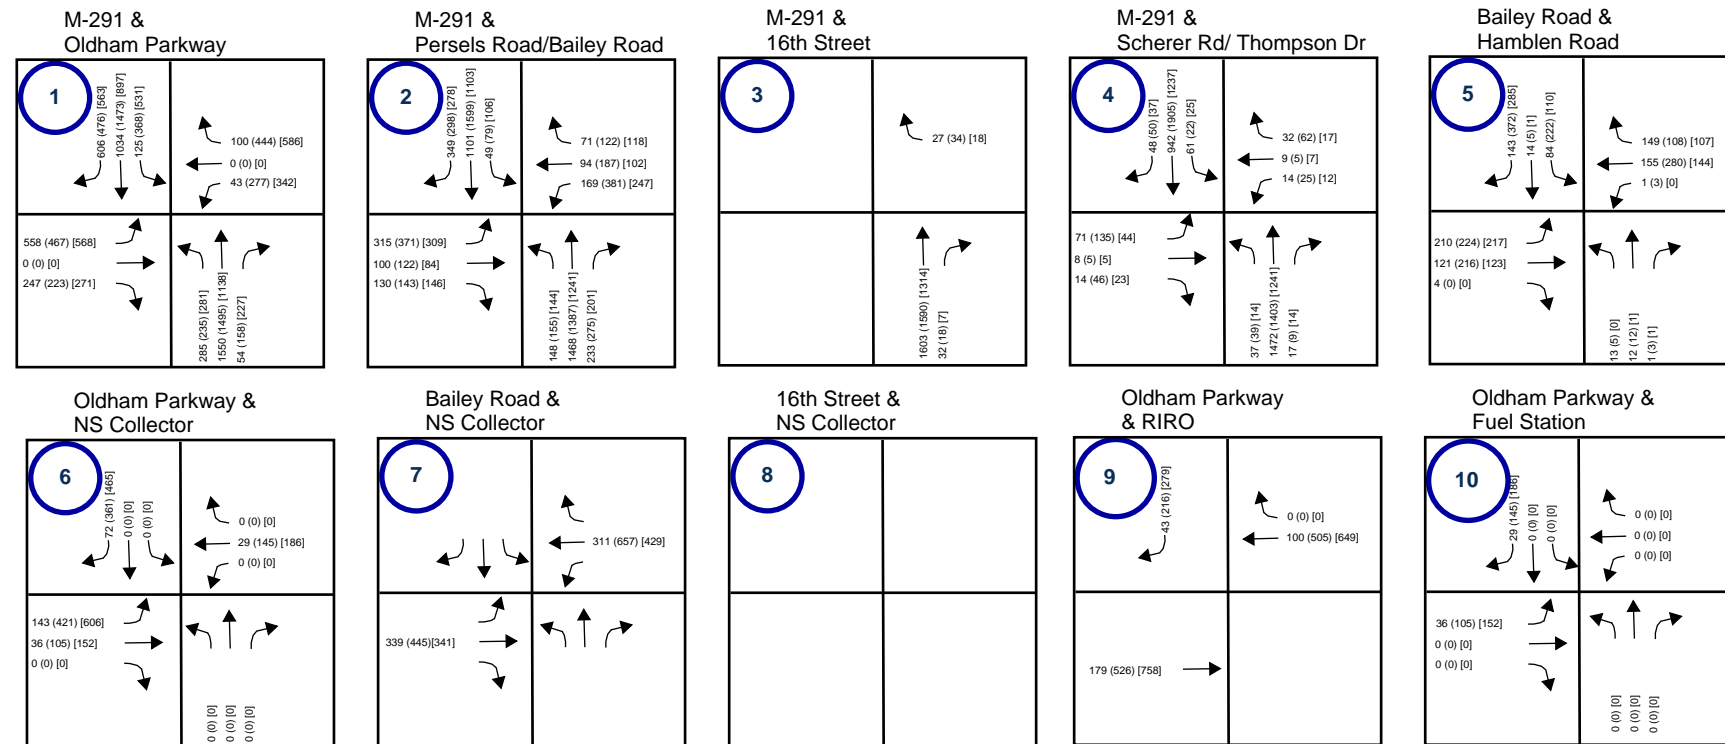 M-291 &
Oldham Parkway
1
606 (476) [563]
1034 (1473) [897]
125 (368) [531]
100 (444) [586]
0 (0) [0]
43 (277) [342]
558 (467) [568]
0 (0) [0]
247 (223) [271]
285 (235) [281]
1550 (1495) [1138]
54 (158) [227]
M-291 &
Persels Road/Bailey Road
2
349 (298) [278]
1101 (1599) [1103]
49 (79) [106]
71 (122) [118]
94 (187) [102]
169 (381) [247]
315 (371) [309]
100 (122) [84]
130 (143) [146]
148 (155) [144]
1468 (1387) [1241]
233 (275) [201]
M-291 &
16th Street
3
27 (34) [18]
1603 (1590) [1314]
32 (18) [7]
M-291 &
Scherer Rd/ Thompson Dr
4
48 (50) [37]
942 (1905) [1237]
61 (22) [25]
32 (62) [17]
9 (5) [7]
14 (25) [12]
71 (135) [44]
8 (5) [5]
14 (46) [23]
37 (39) [14]
1472 (1403) [1241]
17 (9) [14]
Bailey Road &
Hamblen Road
5
143 (372) [285]
14 (5) [1]
84 (222) [110]
149 (108) [107]
155 (280) [144]
1 (3) [0]
210 (224) [217]
121 (216) [123]
4 (0) [0]
13 (5) [0]
12 (12) [1]
1 (3) [1]
Oldham Parkway &
NS Collector
6
72 (361) [465]
0 (0) [0]
0 (0) [0]
0 (0) [0]
29 (145) [186]
0 (0) [0]
143 (421) [606]
36 (105) [152]
0 (0) [0]
0 (0) [0]
0 (0) [0]
0 (0) [0]
Bailey Road &
NS Collector
7
311 (657) [429]
339 (445)[341]
16th Street &
NS Collector
8
Oldham Parkway
& RIRO
9
43 (216) [279]
0 (0) [0]
100 (505) [649]
179 (526) [758]
Oldham Parkway &
Fuel Station
10
29 (145) [186]
0 (0) [0]
0 (0) [0]
0 (0) [0]
0 (0) [0]
0 (0) [0]
36 (105) [152]
0 (0) [0]
0 (0) [0]
0 (0) [0]
0 (0) [0]
0 (0) [0]